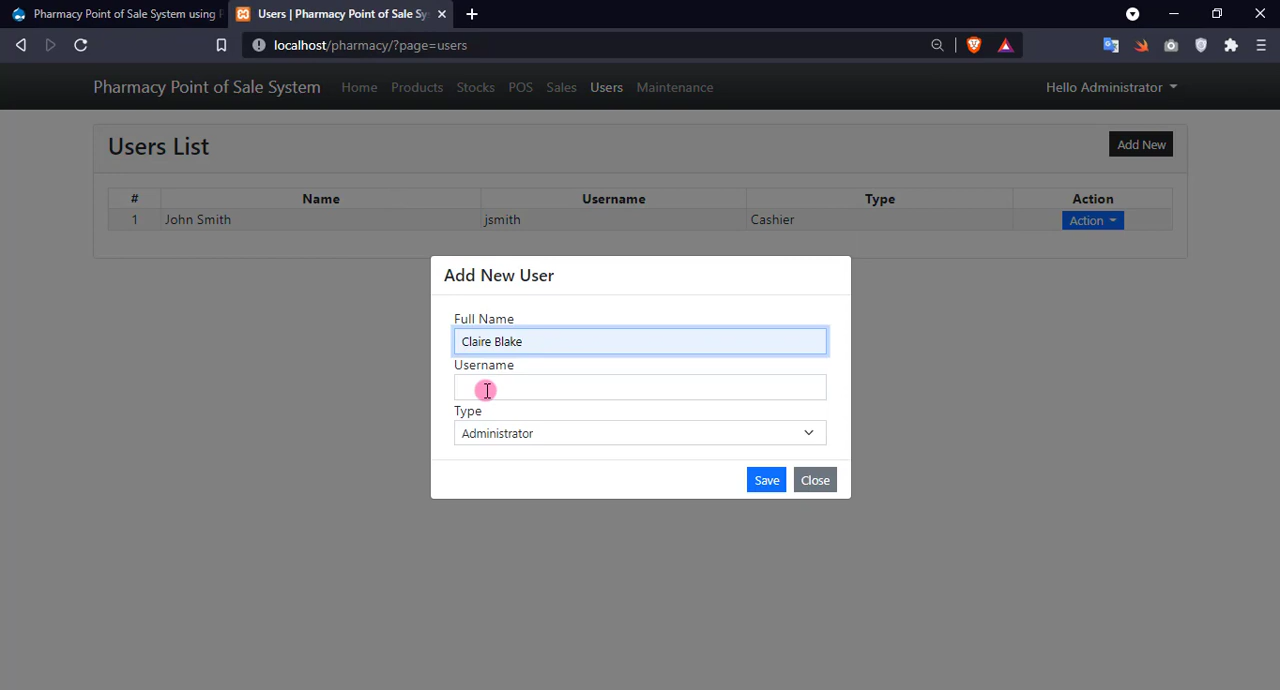 Pharmacy Point of Sale System using P
Users | Pharmacy Point of Sale Sy
localhost/pharmacy/?page=users
Pharmacy Point of Sale System Home Products Stocks POS Sales Users Maintenance Hello Administrator
Users List Add New
# Name Username Type Action
1 John Smith jsmith Cashier Action
Add New User
Full Name
Claire Blake
Username
Type
Administrator
Save Close